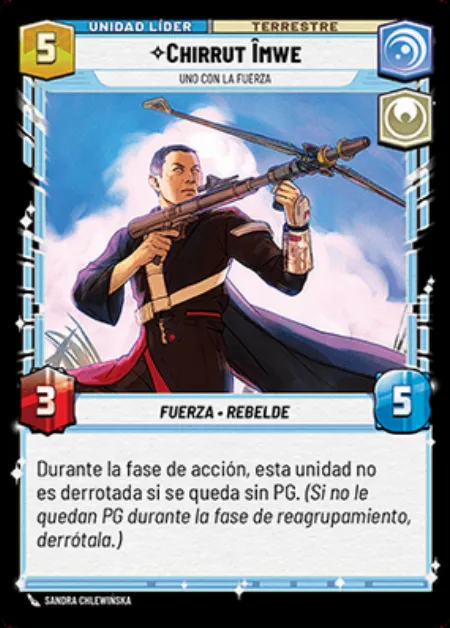 UNIDAD LÍDER
TERRESTRE
5
CHIRRUT ÎMWE
UNO CON LA FUERZA
3
FUERZA • REBELDE
5
Durante la fase de acción, esta unidad no
es derrotada si se queda sin PG. (Si no le
quedan PG durante la fase de reagrupamiento,
derrótala.)
SANDRA CHLEWIŃSKA